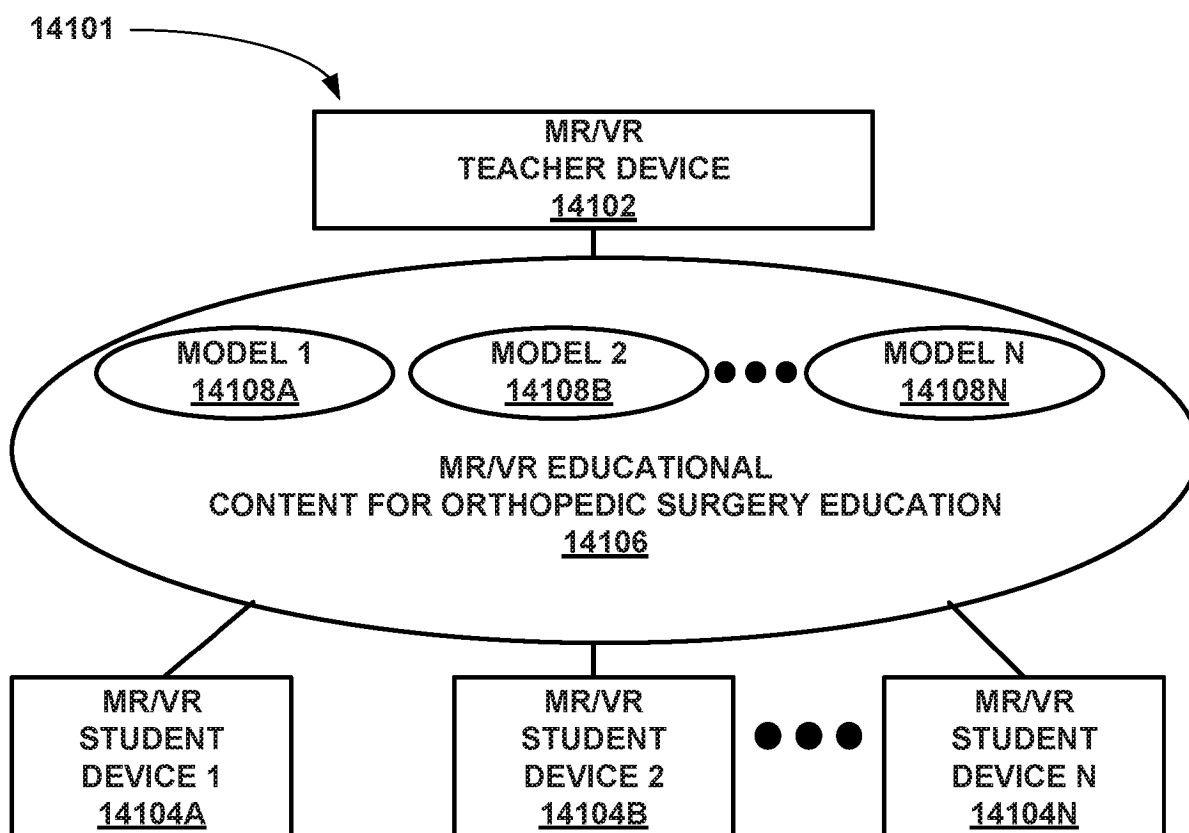 14101
MR/VR
TEACHER DEVICE
14102
MODEL 1
14108A
MODEL 2
14108B
MODEL N
14108N
MR/VR EDUCATIONAL
CONTENT FOR ORTHOPEDIC SURGERY EDUCATION
14106
MR/VR
STUDENT
DEVICE 1
14104A
MR/VR
STUDENT
DEVICE 2
14104B
MR/VR
STUDENT
DEVICE N
14104N